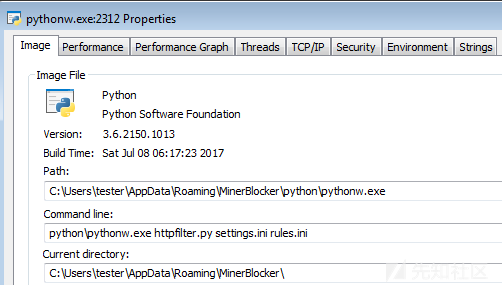 pythonw.exe:2312 Properties
Image Performance Performance Graph Threads TCP/IP Security Environment Strings
Image File
Python
Python Software Foundation
Version: 3.6.2150.1013
Build Time: Sat Jul 08 06:17:23 2017
Path:
C:\Users\tester\AppData\Roaming\MinerBlocker\python\pythonw.exe
Command line:
python\pythonw.exe httpfilter.py settings.ini rules.ini
Current directory:
C:\Users\tester\AppData\Roaming\MinerBlocker\
先知社区